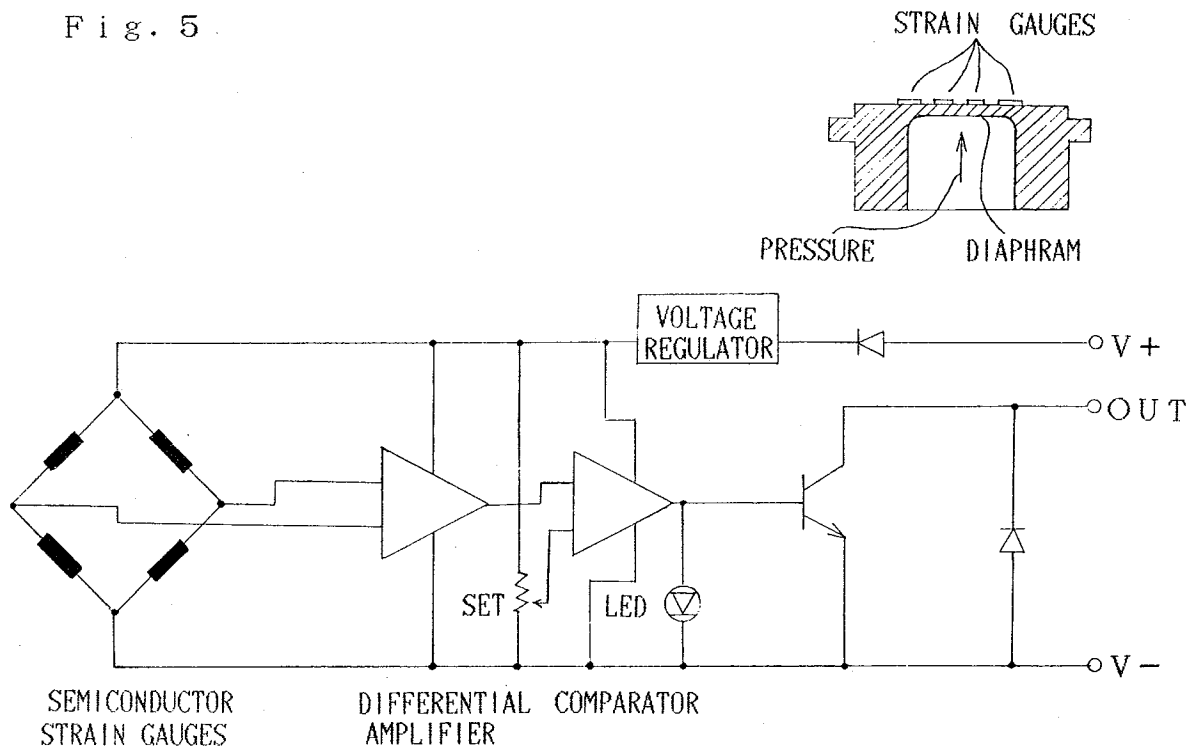 Fig. 5
STRAIN GAUGES
PRESSURE
DIAPHRAM
VOLTAGE
REGULATOR
V+
OUT
SET
LED
V-
SEMICONDUCTOR
STRAIN GAUGES
DIFFERENTIAL
AMPLIFIER
COMPARATOR